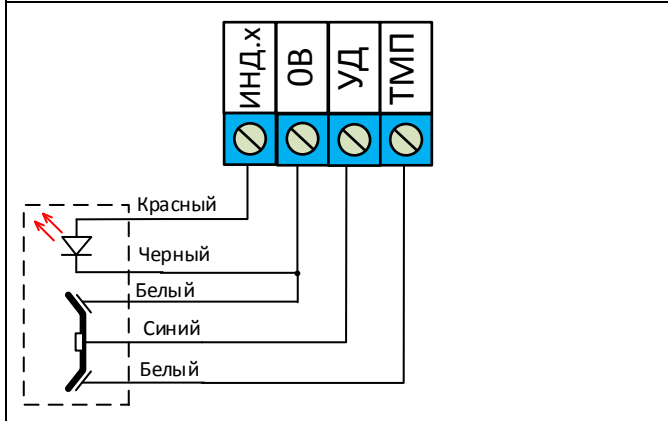 ИНД.x
0В
УД
ТМП
Красный
Черный
Белый
Синий
Белый